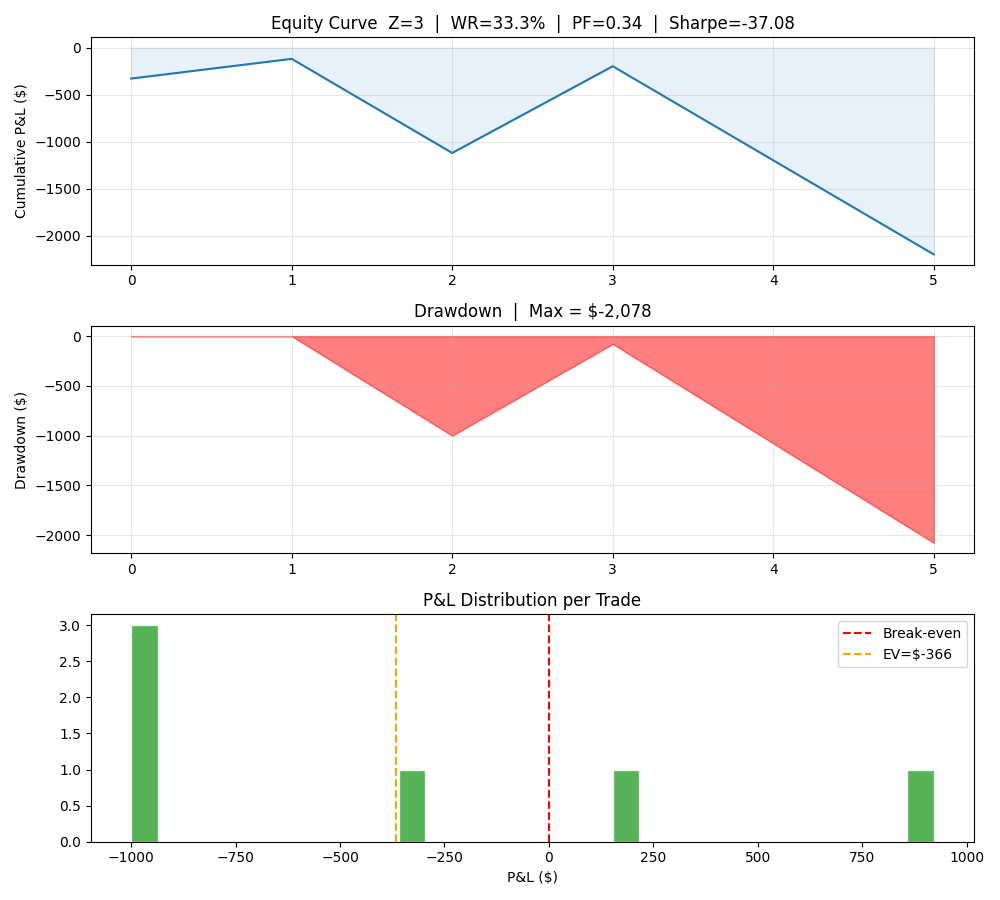 Equity Curve  Z=3  |  WR=33.3%  |  PF=0.34  |  Sharpe=-37.08
Cumulative P&L ($)
0
−500
−1000
−1500
−2000
0 1 2 3 4 5
Drawdown  |  Max = $-2,078
Drawdown ($)
0
−500
−1000
−1500
−2000
0 1 2 3 4 5
P&L Distribution per Trade
3.0
2.5
2.0
1.5
1.0
0.5
0.0
Break-even
EV=$-366
−1000 −750 −500 −250 0 250 500 750 1000
P&L ($)